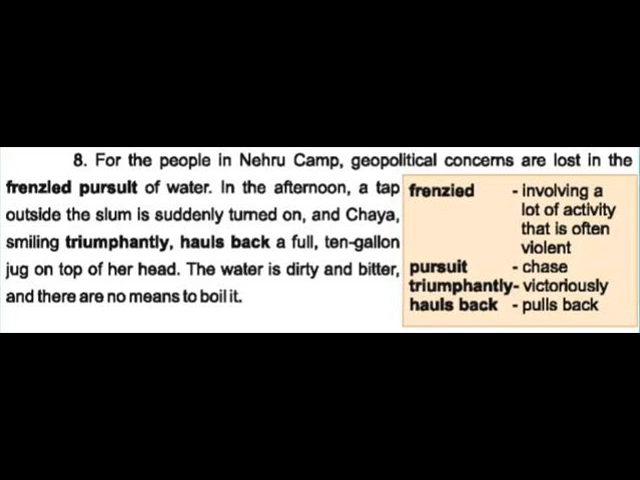 8. For the people in Nehru Camp, geopolitical concerns are lost in the
frenzied pursuit of water. In the afternoon, a tap
outside the slum is suddenly turned on, and Chaya,
smiling triumphantly, hauls back a full, ten-gallon
jug on top of her head. The water is dirty and bitter,
and there are no means to boil it.
frenzied - involving a
lot of activity
that is often
violent
pursuit - chase
triumphantly- victoriously
hauls back - pulls back